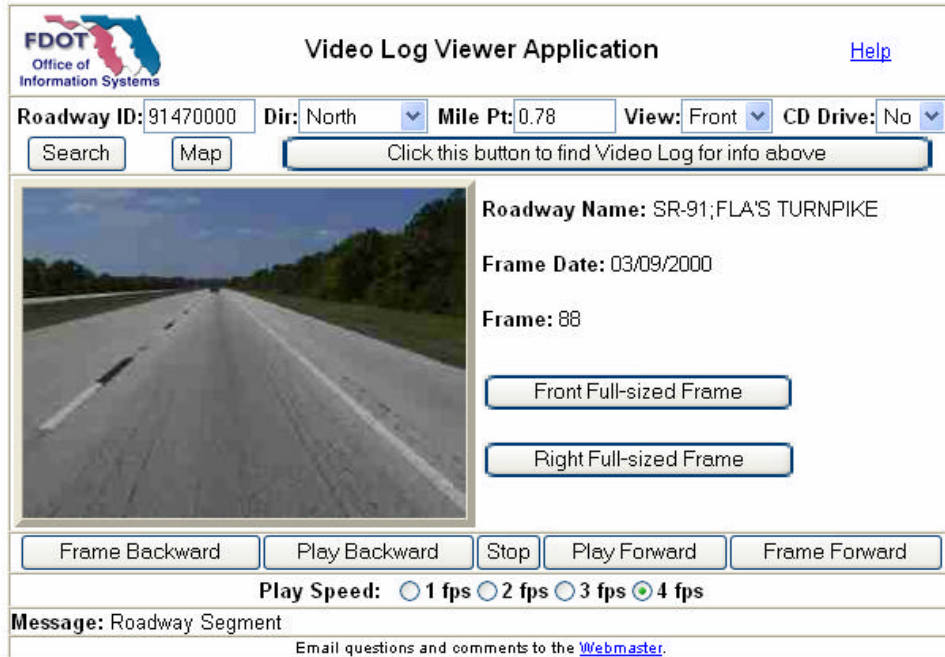 FDOT
Office of
Information Systems
Video Log Viewer Application
Help
Roadway ID: 91470000 Dir: North Mile Pt: 0.78 View: Front CD Drive: No
Search Map Click this button to find Video Log for info above
Roadway Name: SR-91;FLA'S TURNPIKE
Frame Date: 03/09/2000
Frame: 88
Front Full-sized Frame
Right Full-sized Frame
Frame Backward Play Backward Stop Play Forward Frame Forward
Play Speed: 1 fps 2 fps 3 fps 4 fps
Message: Roadway Segment
Email questions and comments to the Webmaster.